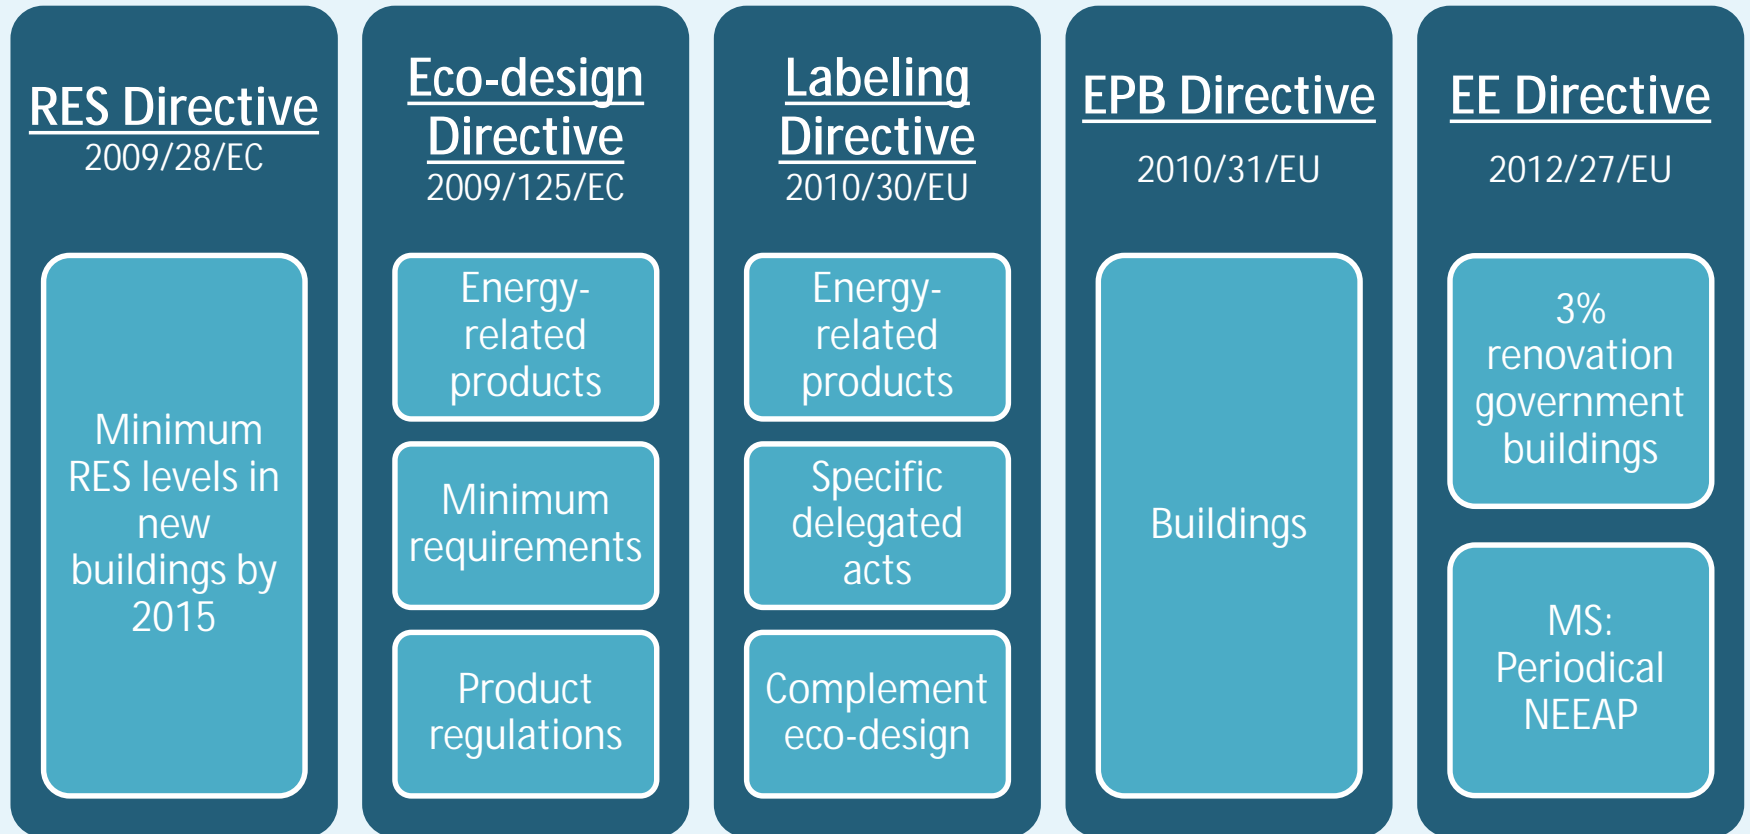 RES Directive
2009/28/EC
Minimum
RES levels in
new
buildings by
2015
Eco-design
Directive
2009/125/EC
Energy-
related
products
Minimum
requirements
Product
regulations
Labeling
Directive
2010/30/EU
Energy-
related
products
Specific
delegated
acts
Complement
eco-design
EPB Directive
2010/31/EU
Buildings
EE Directive
2012/27/EU
3%
renovation
government
buildings
MS:
Periodical
NEEAP